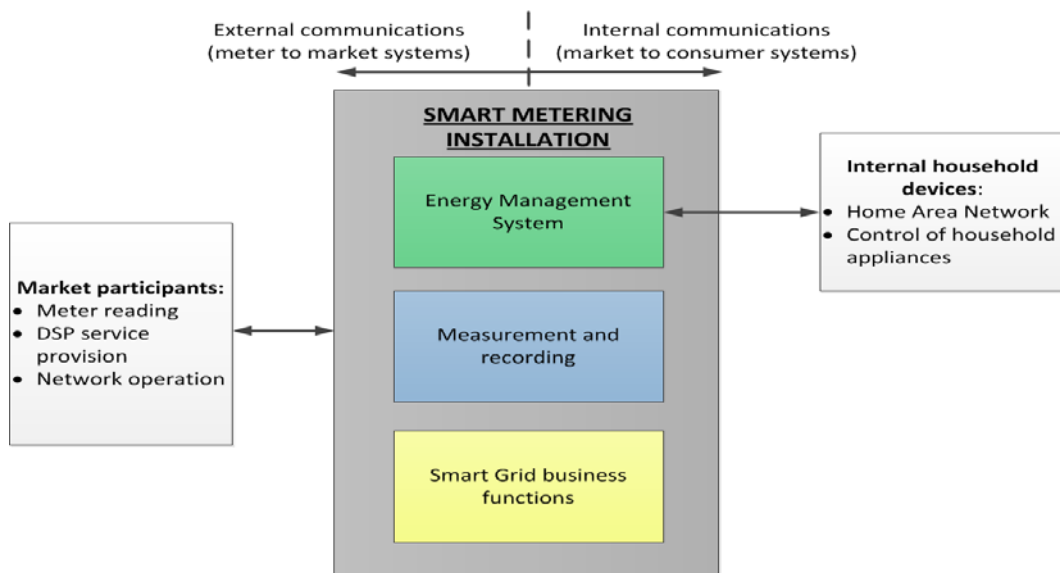 External communications
(meter to market systems)
Internal communications
(market to consumer systems)
SMART METERING
INSTALLATION
Energy Management
System
Measurement and
recording
Smart Grid business
functions
Market participants:
• Meter reading
• DSP service
provision
• Network operation
Internal household
devices:
• Home Area Network
• Control of household
appliances